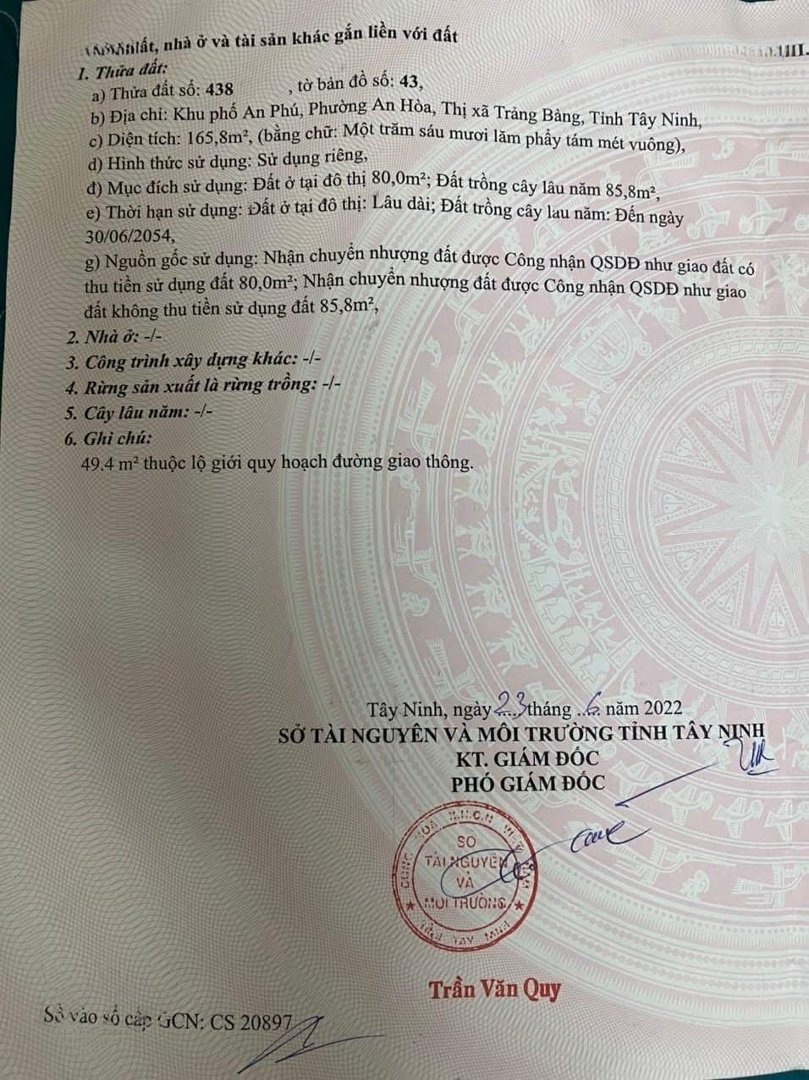 đất, nhà ở và tài sản khác gắn liền với đất
1. Thửa đất:
a) Thửa đất số: 438 , tờ bản đồ số: 43,
b) Địa chỉ: Khu phố An Phú, Phường An Hòa, Thị xã Trảng Bàng, Tỉnh Tây Ninh,
c) Diện tích: 165,8m², (bằng chữ: Một trăm sáu mươi lăm phẩy tám mét vuông),
d) Hình thức sử dụng: Sử dụng riêng,
đ) Mục đích sử dụng: Đất ở tại đô thị 80,0m²; Đất trồng cây lâu năm 85,8m²,
e) Thời hạn sử dụng: Đất ở tại đô thị: Lâu dài; Đất trồng cây lâu năm: Đến ngày
30/06/2054,
g) Nguồn gốc sử dụng: Nhận chuyển nhượng đất được Công nhận QSDĐ như giao đất có
thu tiền sử dụng đất 80,0m²; Nhận chuyển nhượng đất được Công nhận QSDĐ như giao
đất không thu tiền sử dụng đất 85,8m²,
2. Nhà ở: -/-
3. Công trình xây dựng khác: -/-
4. Rừng sản xuất là rừng trồng: -/-
5. Cây lâu năm: -/-
6. Ghi chú:
49.4 m² thuộc lộ giới quy hoạch đường giao thông.
Tây Ninh, ngày 23 tháng 6 năm 2022
SỞ TÀI NGUYÊN VÀ MÔI TRƯỜNG TỈNH TÂY NINH
KT. GIÁM ĐỐC
PHÓ GIÁM ĐỐC
SỞ
TÀI NGUYÊN
VÀ
MÔI TRƯỜNG
Trần Văn Quy
Số vào sổ cấp GCN: CS 20897